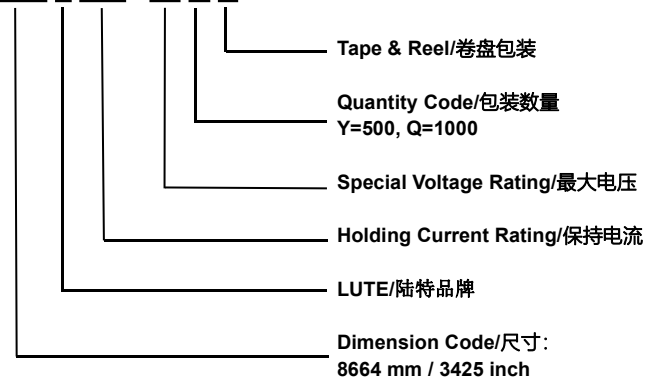 Tape & Reel/卷盘包装
Quantity Code/包装数量
Y=500, Q=1000
Special Voltage Rating/最大电压
Holding Current Rating/保持电流
LUTE/陆特品牌
Dimension Code/尺寸:
8664 mm / 3425 inch